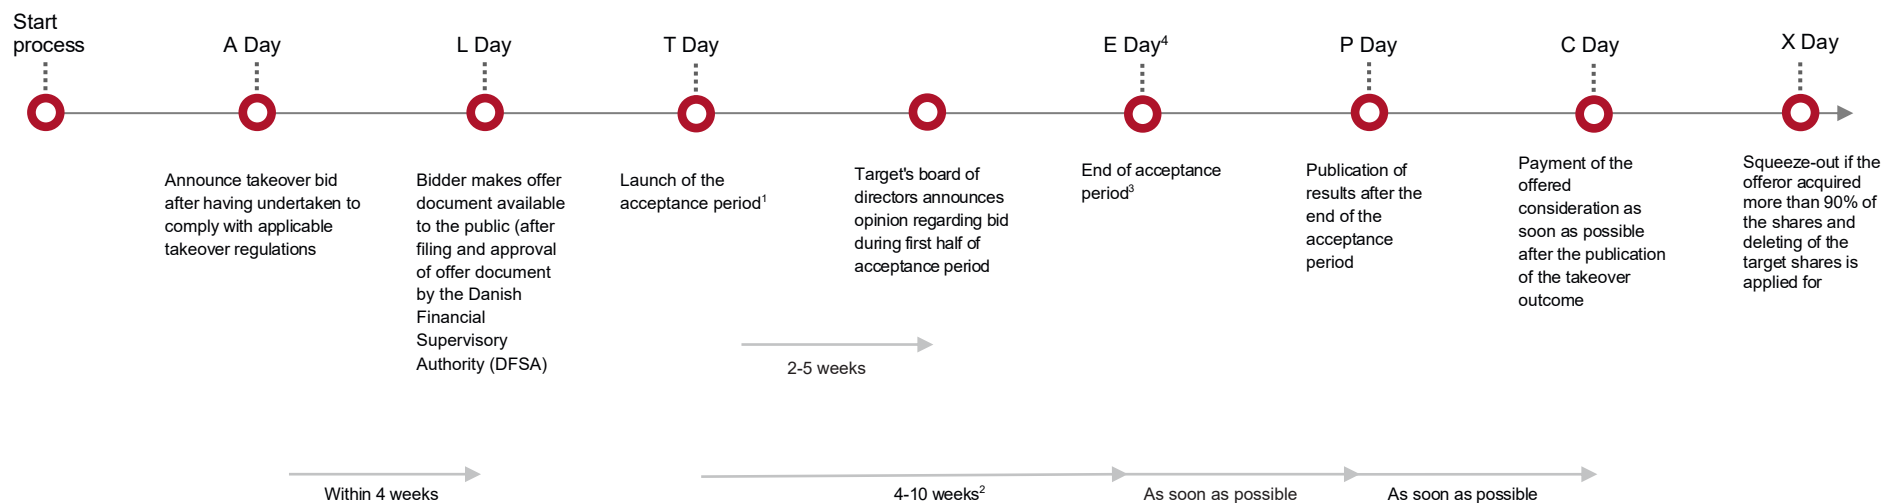 Start
process
A Day
L Day
T Day
E Day⁴
P Day
C Day
X Day
Announce takeover bid
after having undertaken to
comply with applicable
takeover regulations
Bidder makes offer
document available
to the public (after
filing and approval
of offer document
by the Danish
Financial
Supervisory
Authority (DFSA)
Launch of the
acceptance period¹
Target's board of
directors announces
opinion regarding bid
during first half of
acceptance period
End of acceptance
period³
Publication of
results after the
end of the
acceptance
period
Payment of the
offered
consideration as
soon as possible
after the publication
of the takeover
outcome
Squeeze-out if the
offeror acquired
more than 90% of
the shares and
deleting of the
target shares is
applied for
2-5 weeks
Within 4 weeks
4-10 weeks²
As soon as possible
As soon as possible